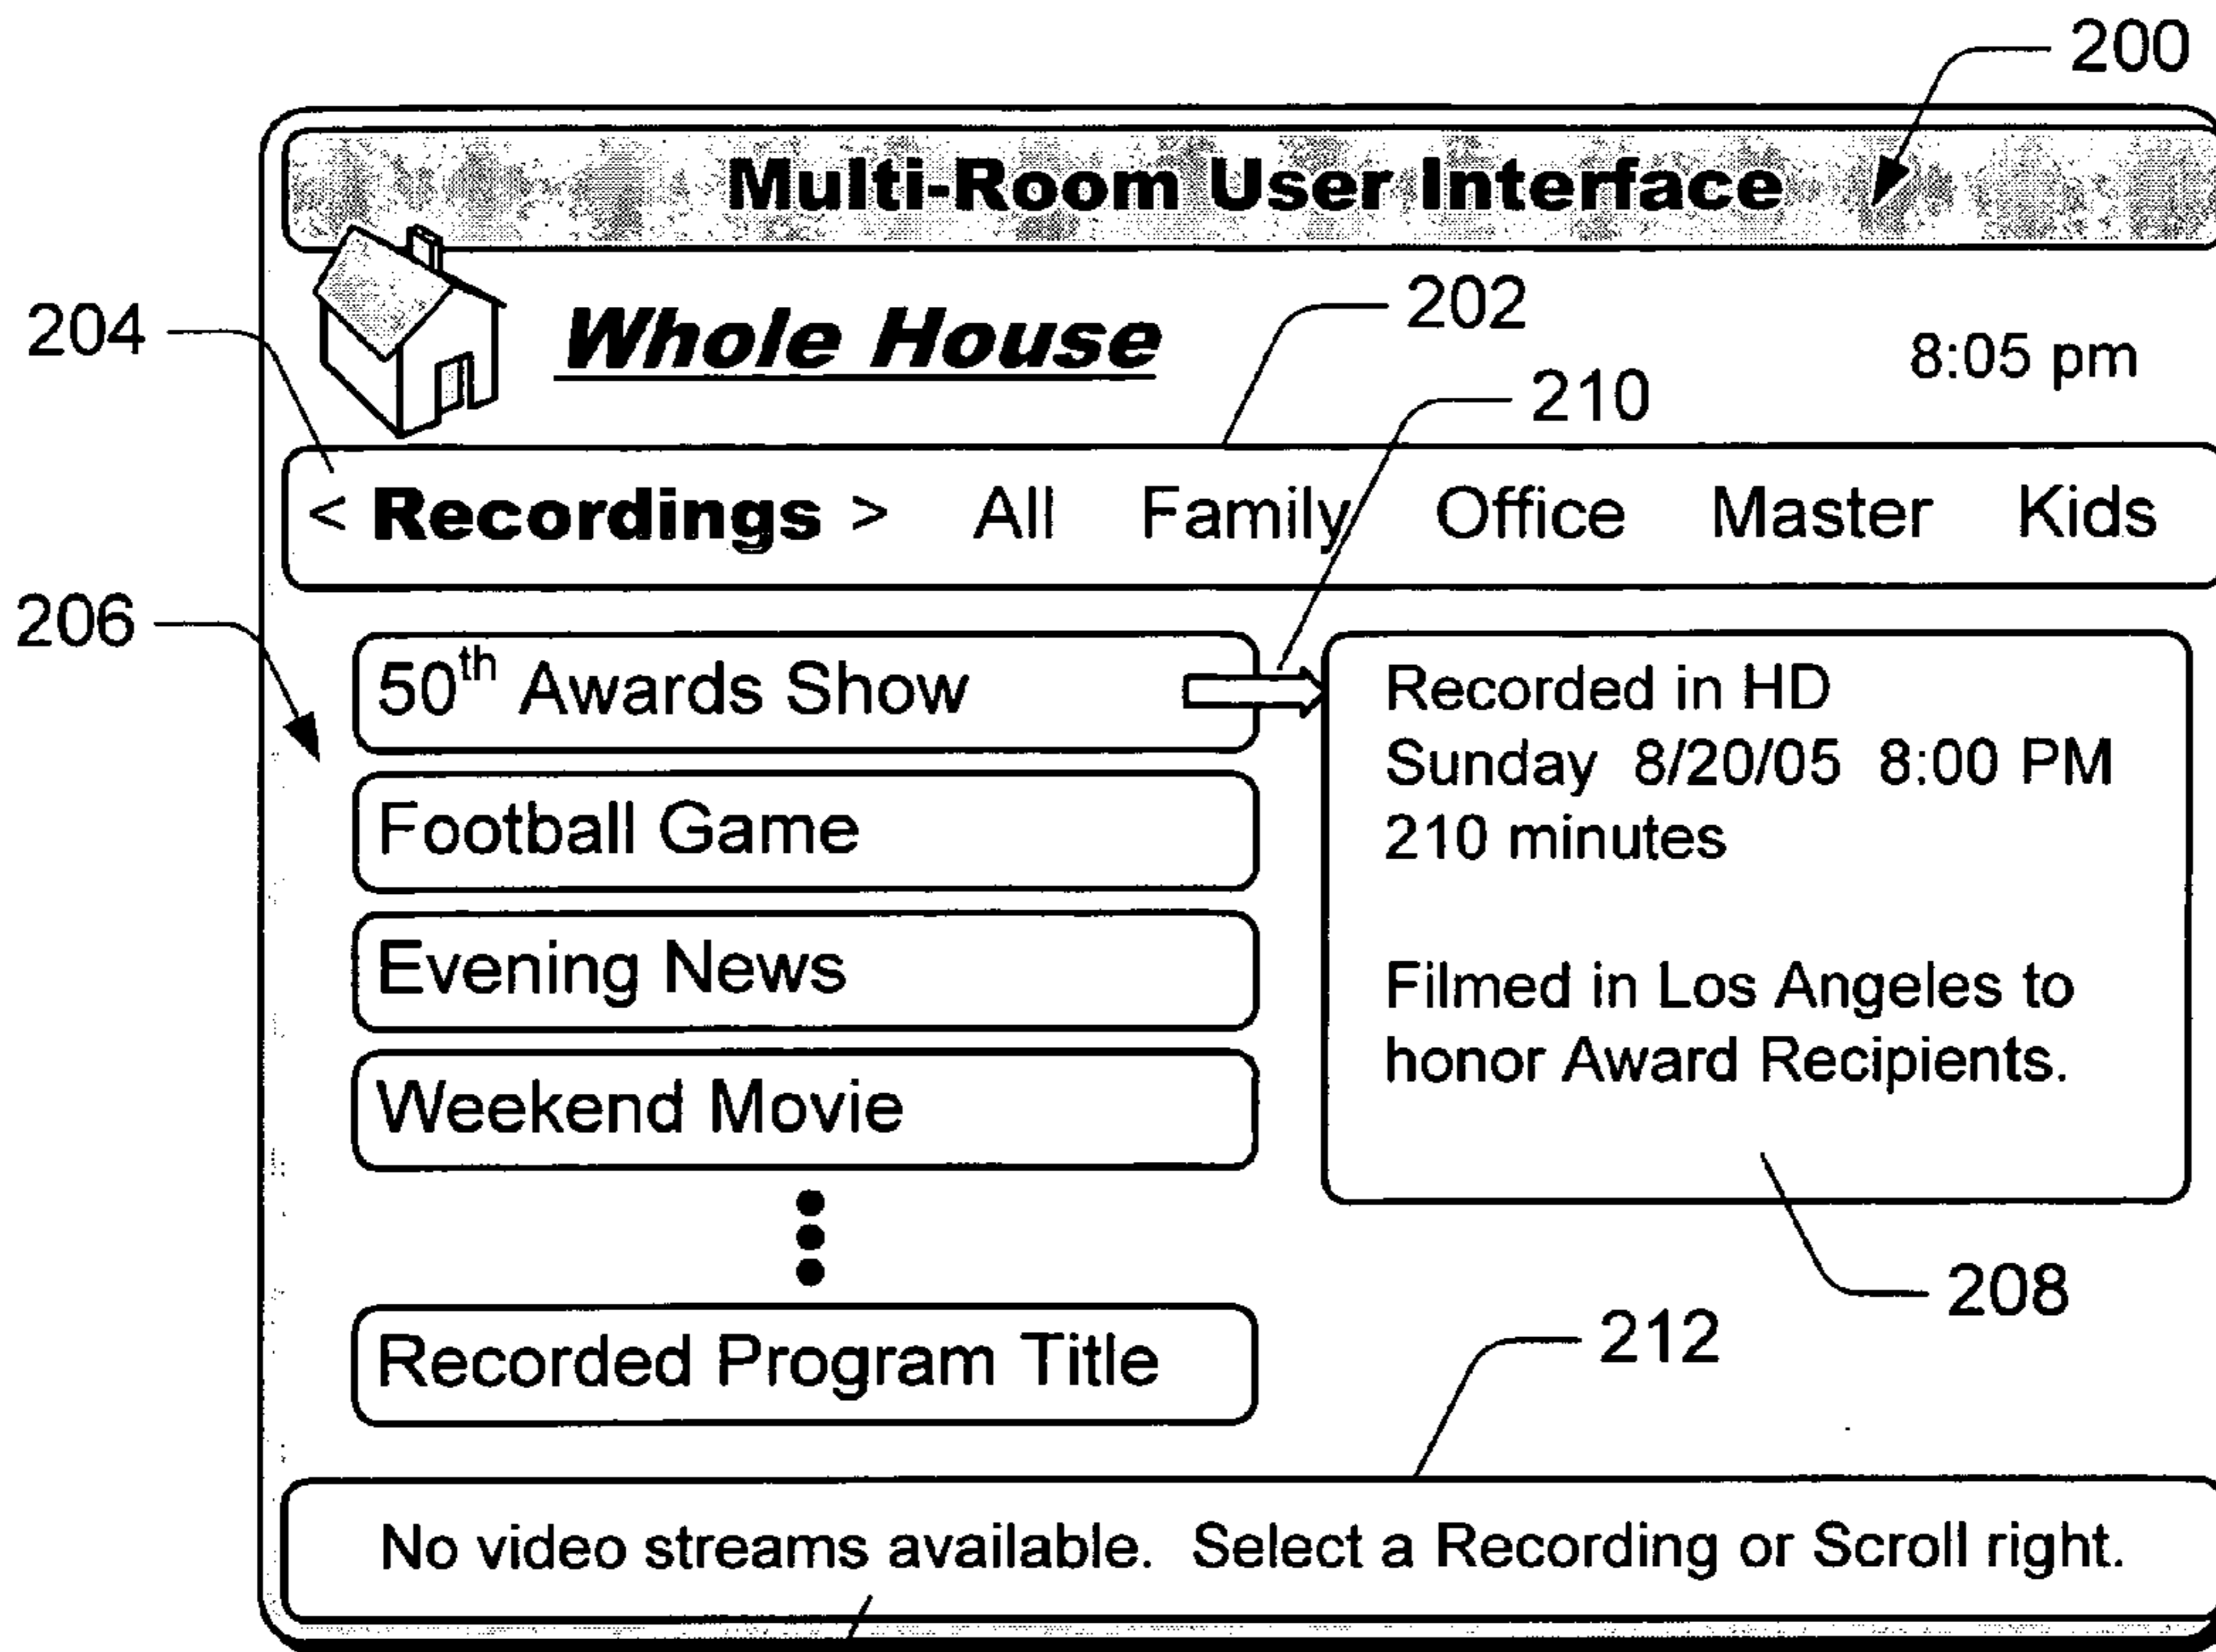 200
Multi-Room User Interface
204
Whole House
202
8:05 pm
210
< Recordings > All Family Office Master Kids
206
50th Awards Show
Football Game
Evening News
Weekend Movie
Recorded Program Title
Recorded in HD
Sunday 8/20/05 8:00 PM
210 minutes
Filmed in Los Angeles to
honor Award Recipients.
208
212
No video streams available. Select a Recording or Scroll right.